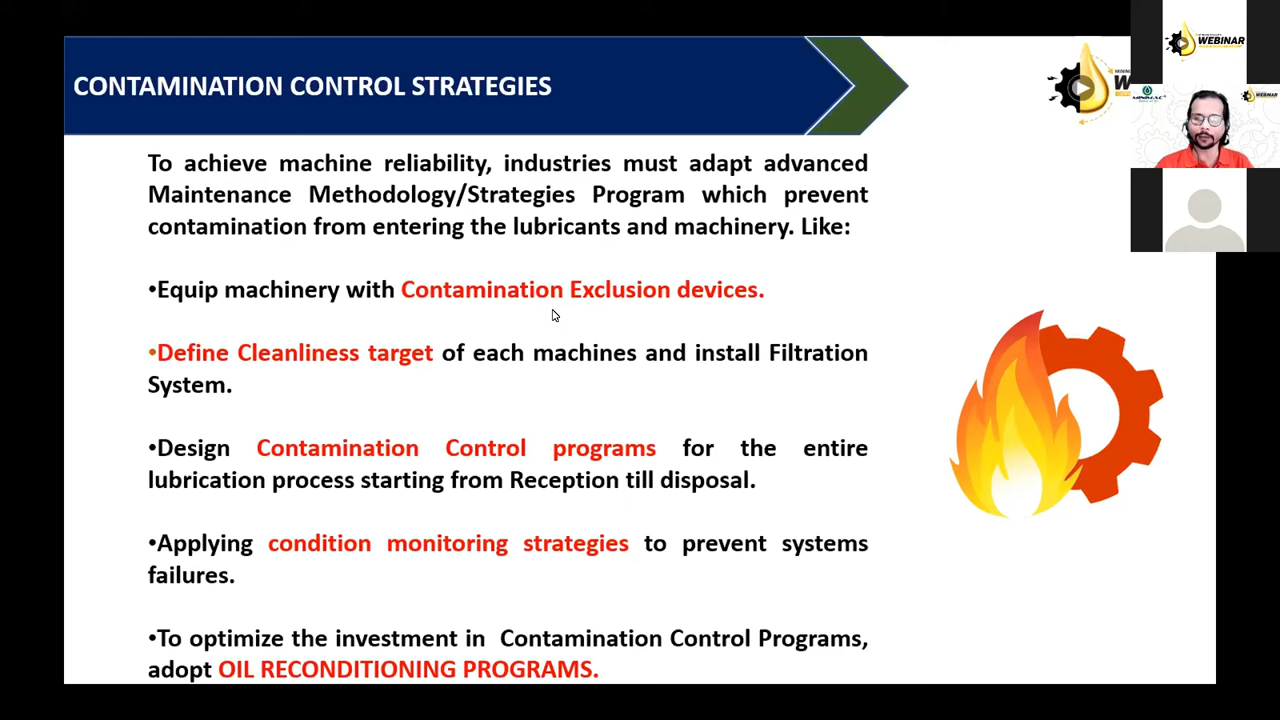 CONTAMINATION CONTROL STRATEGIES
WEBINAR
To achieve machine reliability, industries must adapt advanced
Maintenance Methodology/Strategies Program which prevent
contamination from entering the lubricants and machinery. Like:
•Equip machinery with Contamination Exclusion devices.
•Define Cleanliness target of each machines and install Filtration
System.
•Design Contamination Control programs for the entire
lubrication process starting from Reception till disposal.
•Applying condition monitoring strategies to prevent systems
failures.
•To optimize the investment in Contamination Control Programs,
adopt OIL RECONDITIONING PROGRAMS.